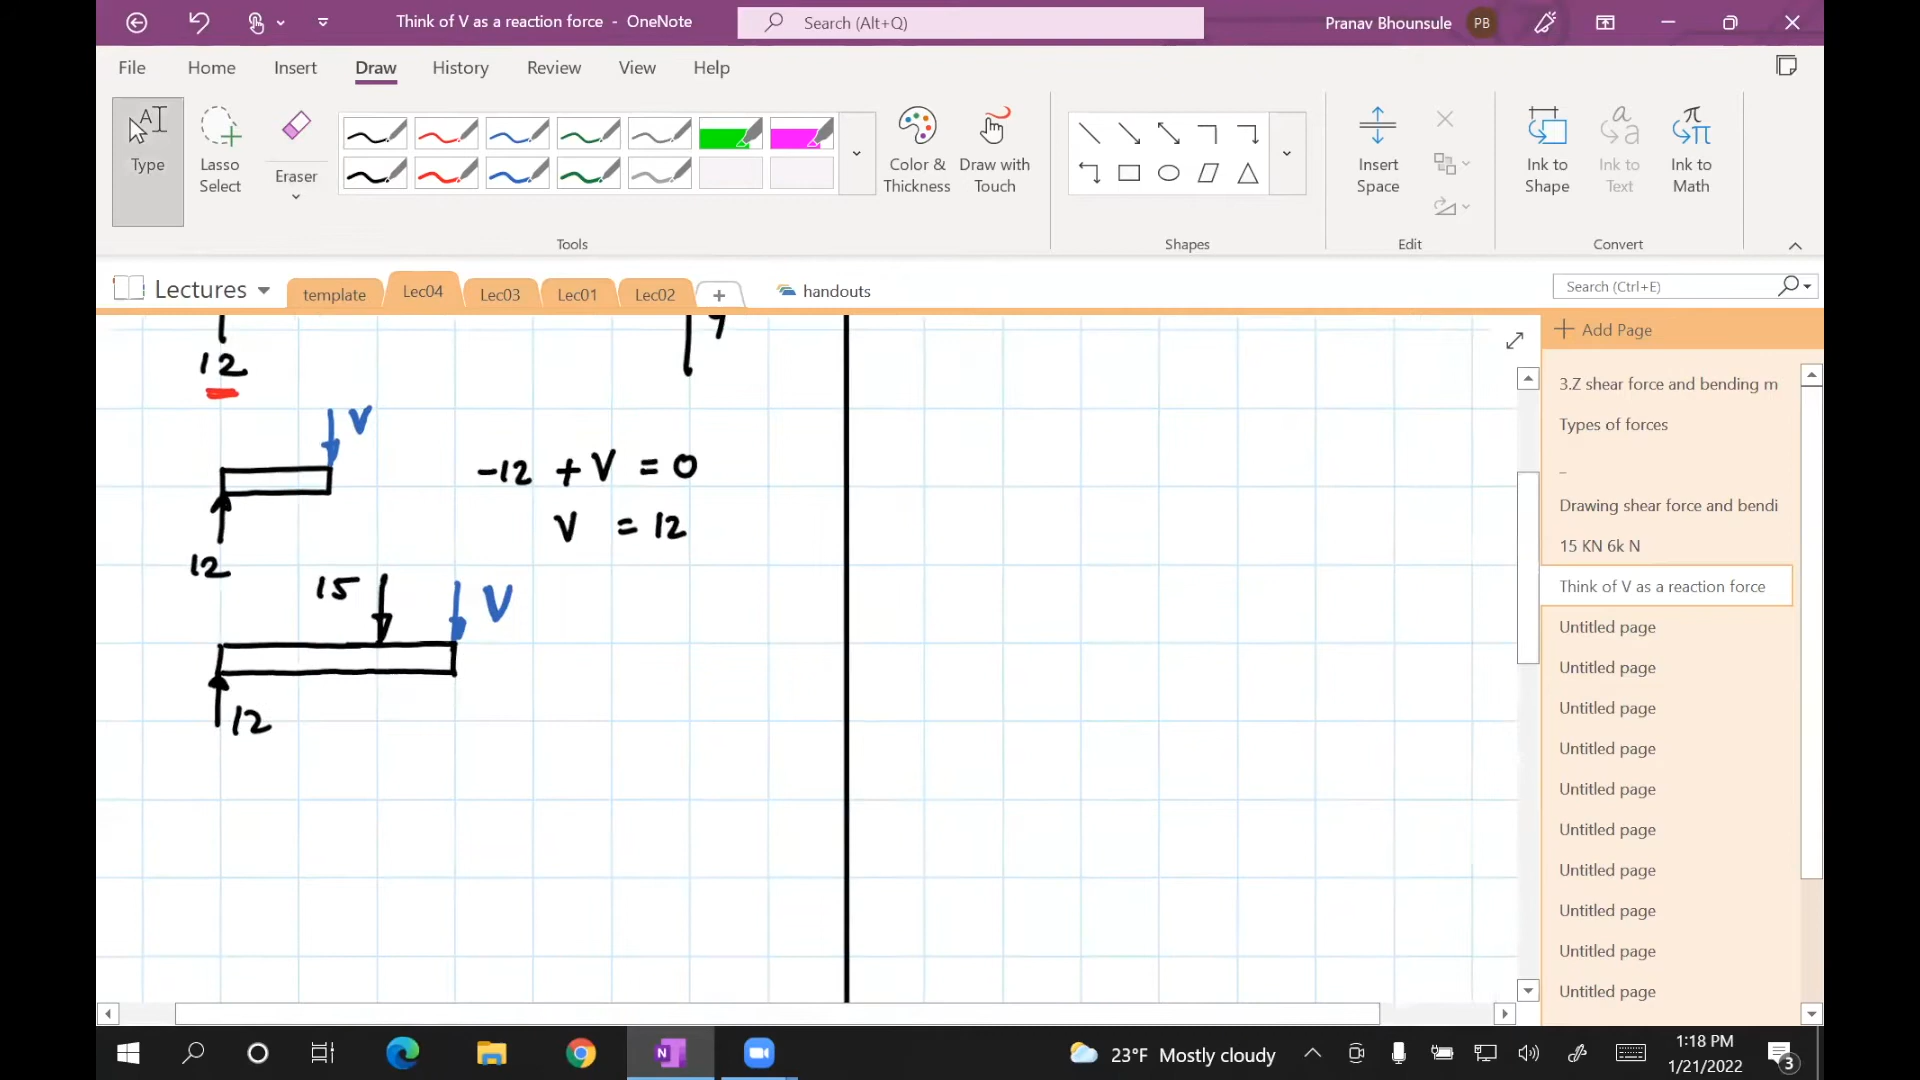 Think of V as a reaction force - OneNote
Search (Alt+Q)
Pranav Bhounsule
PB
File Home Insert Draw History Review View Help
Type
Lasso Select
Eraser
Color & Thickness
Draw with Touch
Insert Space
Ink to Shape
Ink to Text
Ink to Math
Tools
Shapes
Edit
Convert
Lectures
template
Lec04
Lec03
Lec01
Lec02
handouts
Search (Ctrl+E)
Add Page
3.Z shear force and bending m
Types of forces
Drawing shear force and bendi
15 KN 6k N
Think of V as a reaction force
Untitled page
Untitled page
Untitled page
Untitled page
Untitled page
Untitled page
Untitled page
Untitled page
Untitled page
Untitled page
12
V
-12 + V = 0
V = 12
12
15
V
12
23°F Mostly cloudy
1:18 PM
1/21/2022
3